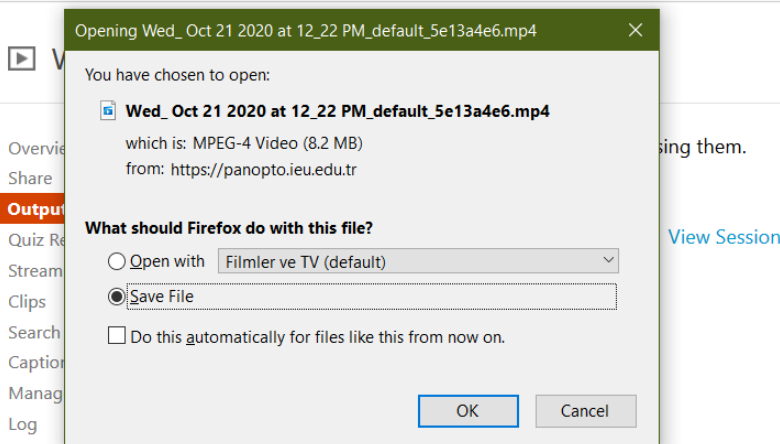 Opening Wed_ Oct 21 2020 at 12_22 PM_default_5e13a4e6.mp4
You have chosen to open:
Wed_ Oct 21 2020 at 12_22 PM_default_5e13a4e6.mp4
which is: MPEG-4 Video (8.2 MB)
from: https://panopto.ieu.edu.tr
What should Firefox do with this file?
Open with Filmler ve TV (default)
Save File
Do this automatically for files like this from now on.
OK Cancel
Overvie
Share
Output
Quiz Re
Stream
Clips
Search
Caption
Manag
Log
sing them.
View Session